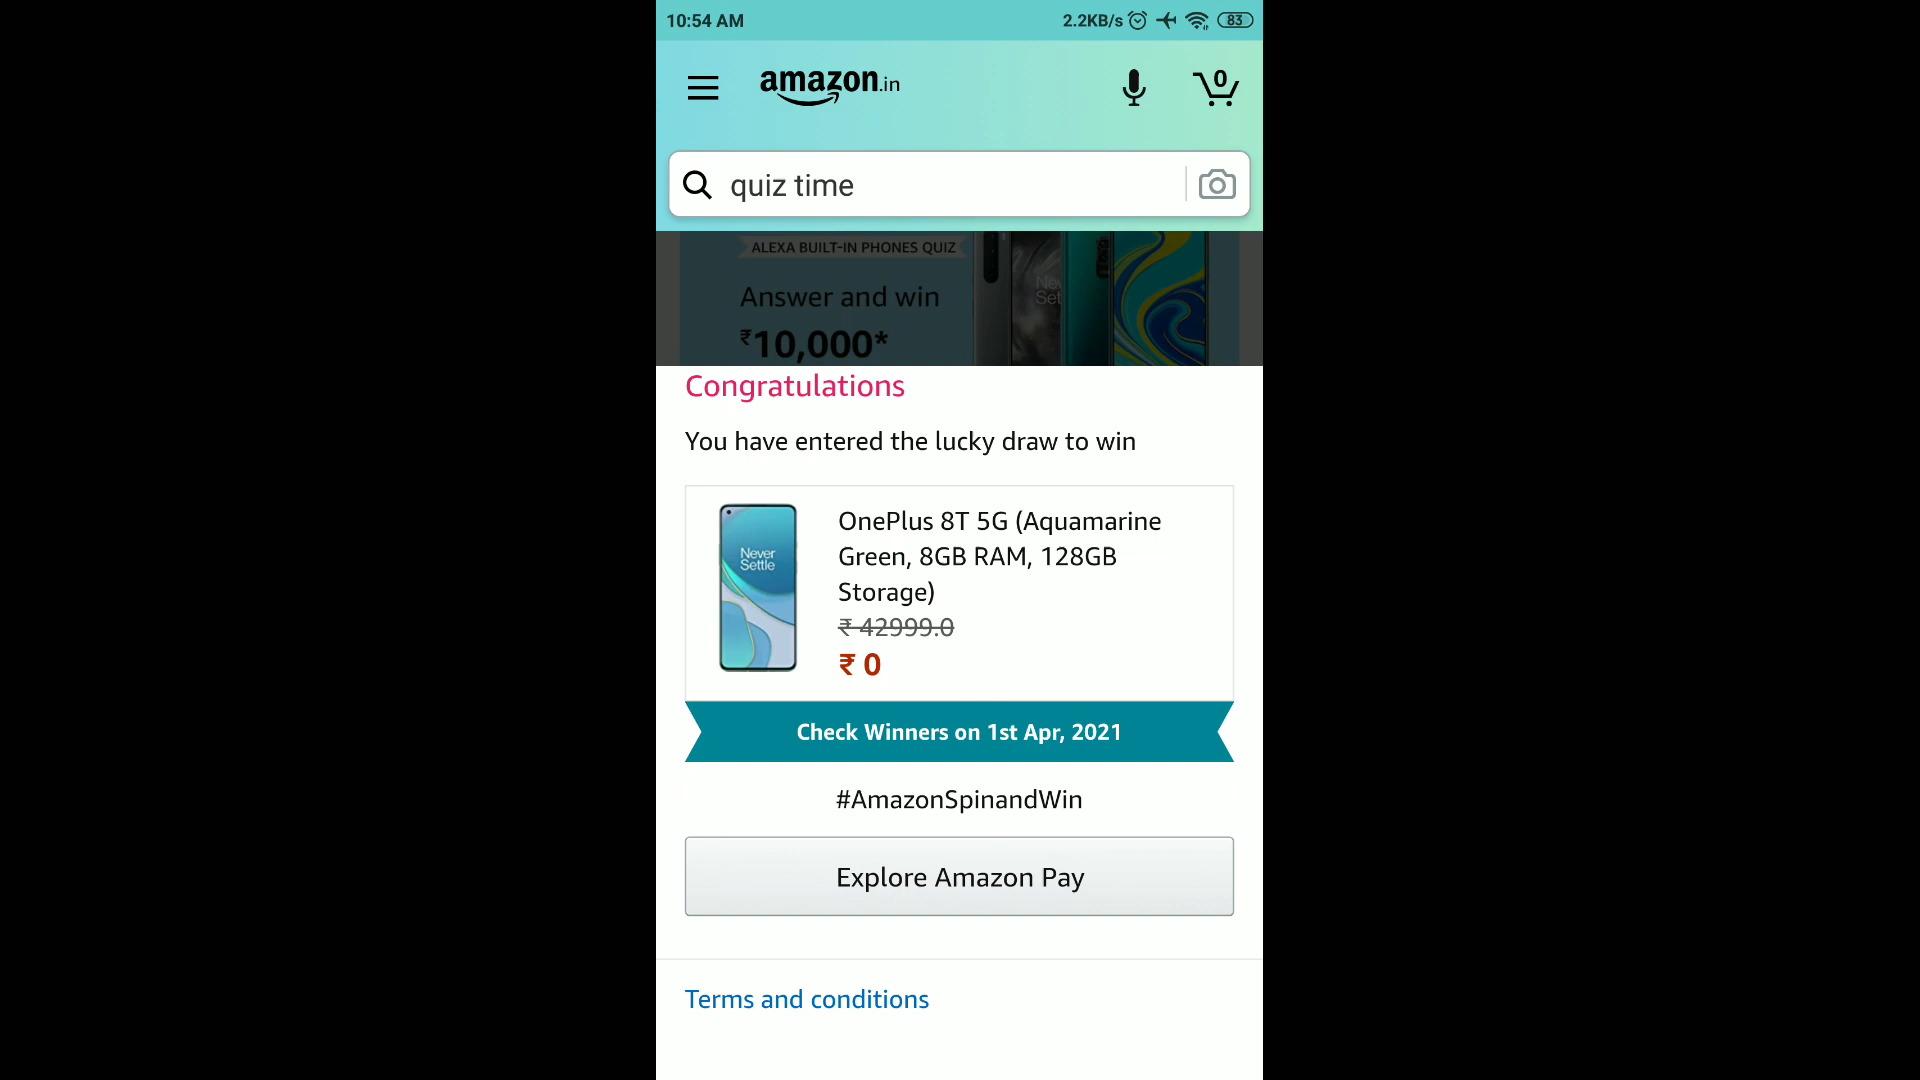 10:54 AM
2.2KB/s 83
amazon.in
0
quiz time
ALEXA BUILT-IN PHONES QUIZ
Answer and win
₹10,000*
Congratulations
You have entered the lucky draw to win
Never
Settle
OnePlus 8T 5G (Aquamarine
Green, 8GB RAM, 128GB
Storage)
₹ 42999.0
₹ 0
Check Winners on 1st Apr, 2021
#AmazonSpinandWin
Explore Amazon Pay
Terms and conditions